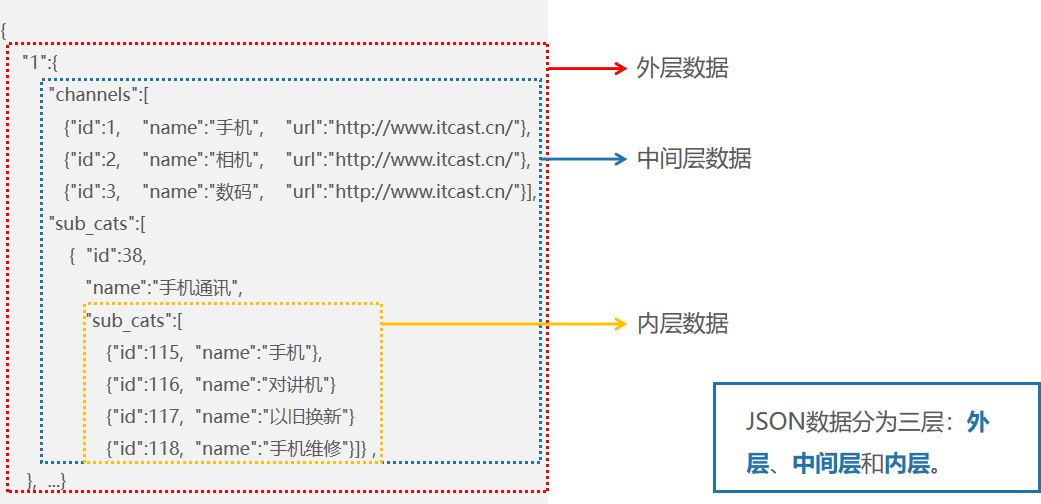 {
"1":{
外层数据
"channels":[
{"id":1, "name":"手机", "url":"http://www.itcast.cn/"},
{"id":2, "name":"相机", "url":"http://www.itcast.cn/"},
中间层数据
{"id":3, "name":"数码", "url":"http://www.itcast.cn/"}],
"sub_cats":[
{ "id":38,
"name":"手机通讯",
"sub_cats":[
内层数据
{"id":115, "name":"手机"},
{"id":116, "name":"对讲机"}
{"id":117, "name":"以旧换新"}
{"id":118, "name":"手机维修"}]} ,
}, ...}
JSON数据分为三层：外
层、中间层和内层。